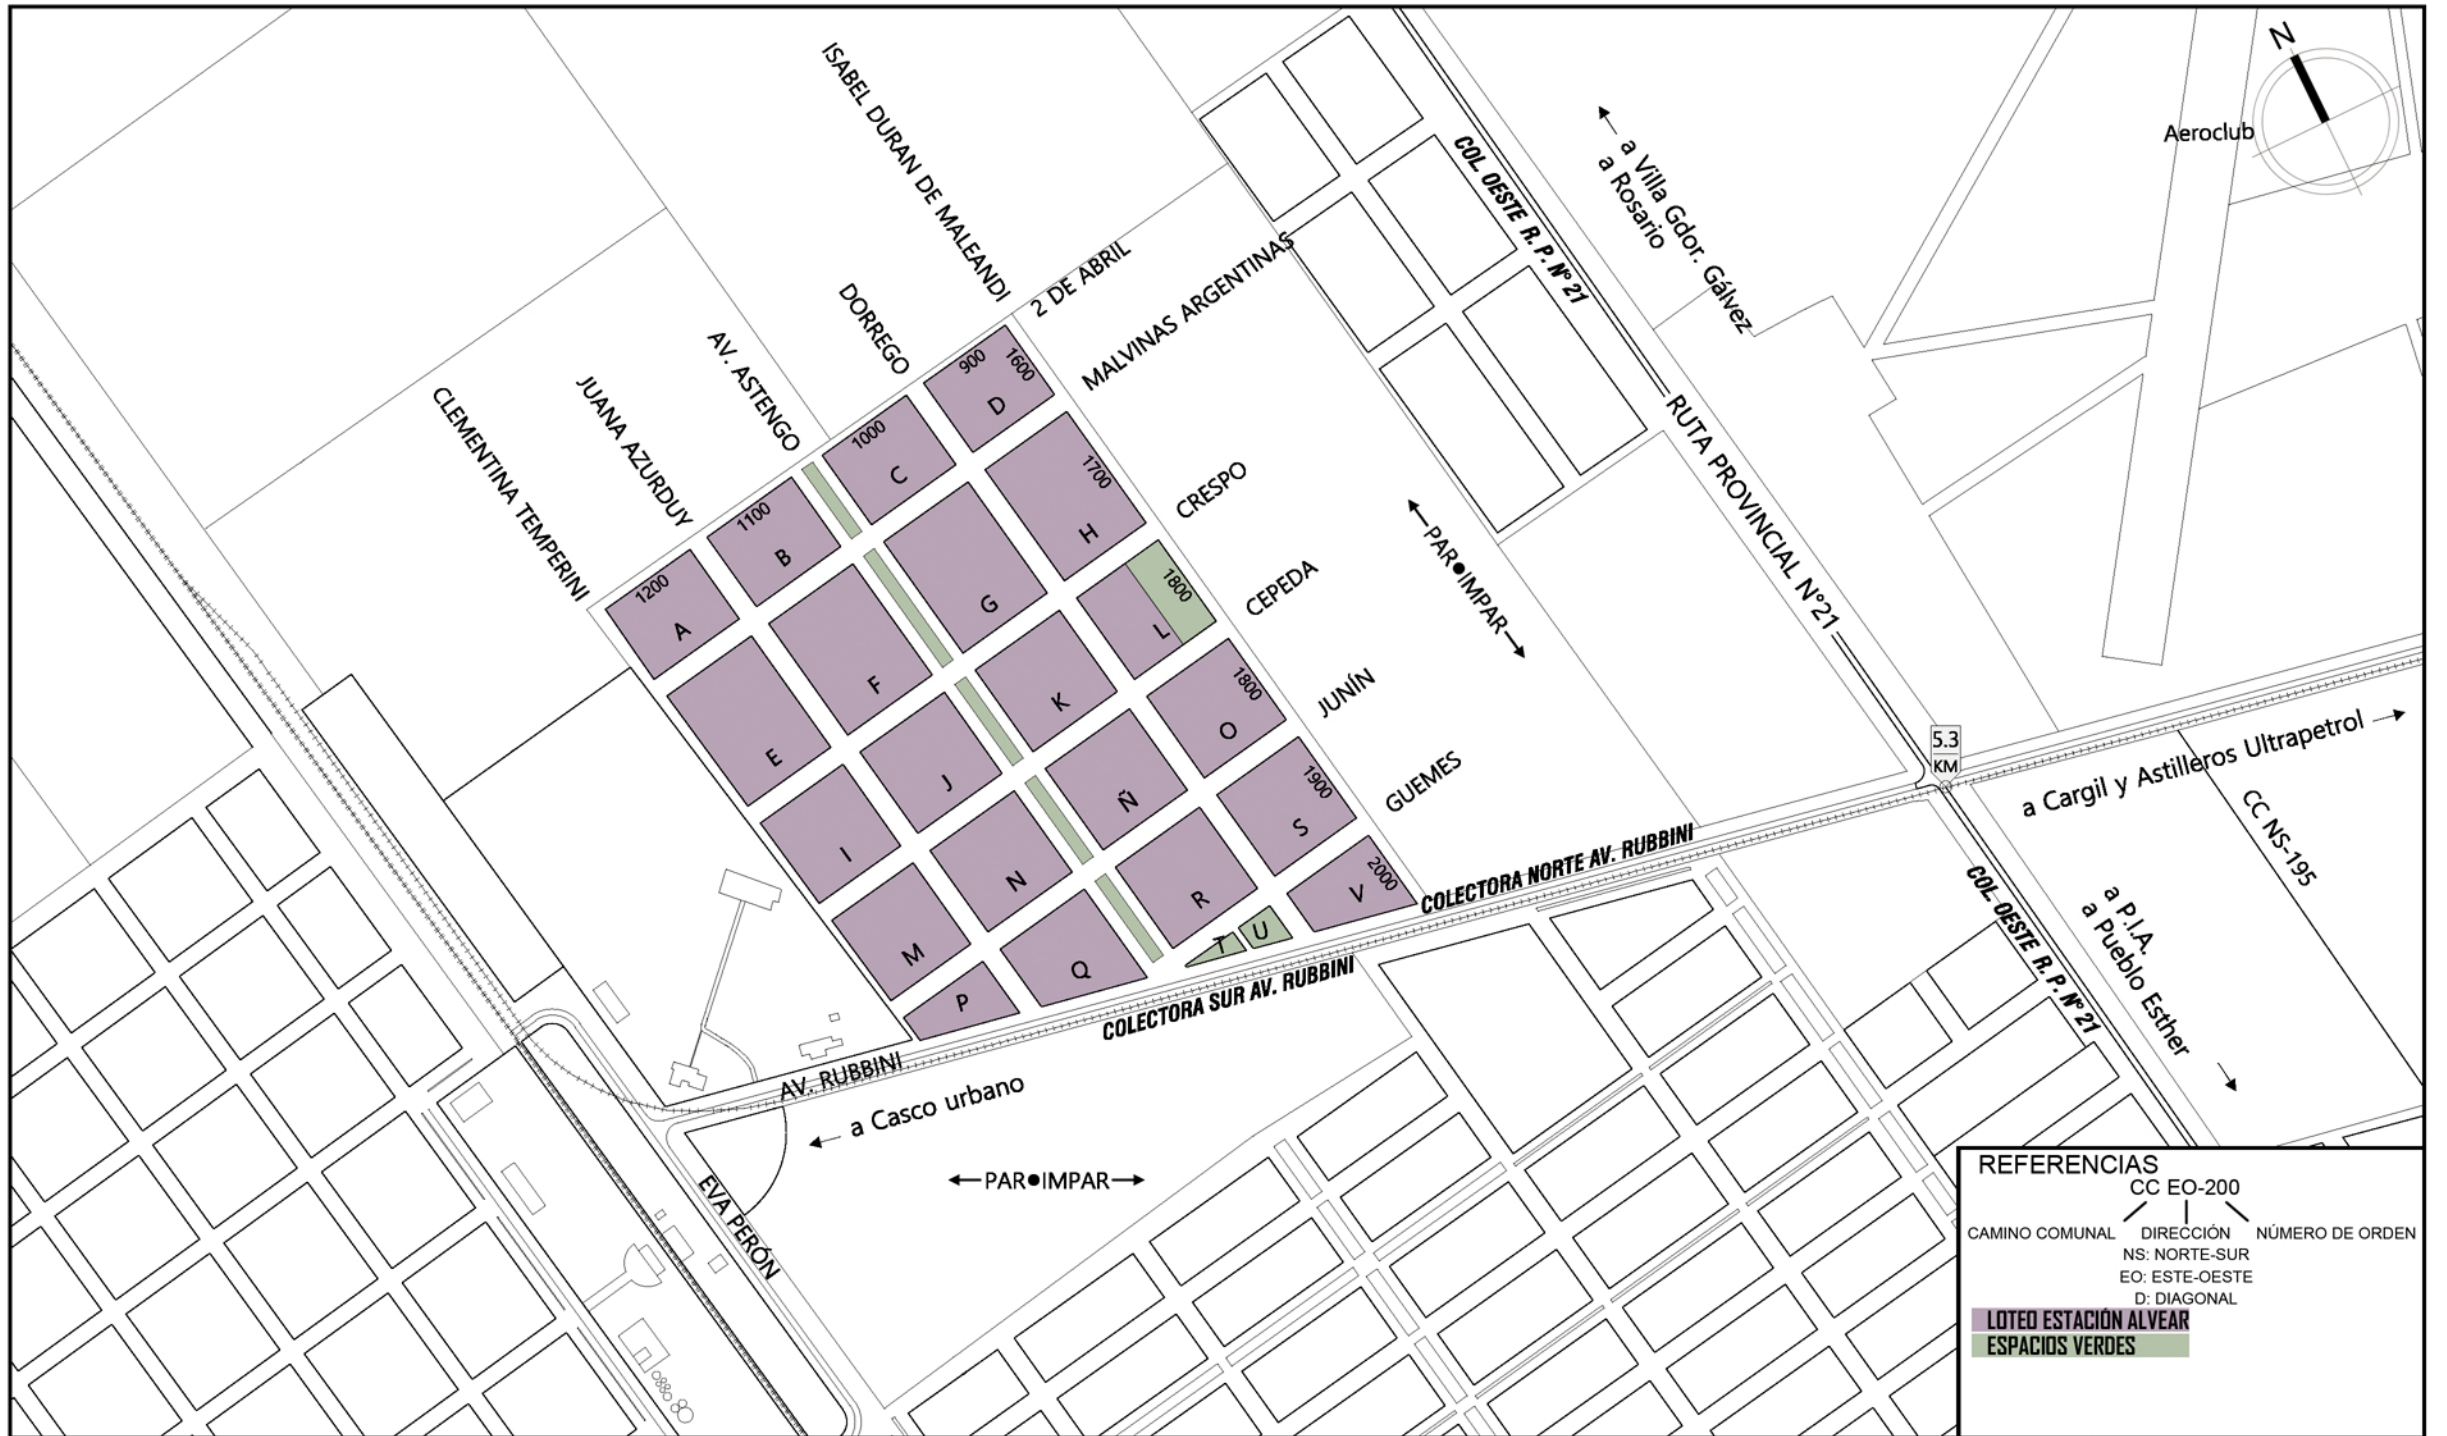 ISABEL DURAN DE MALEANDI
DORREGO
AV. ASTENGO
JUANA AZURDUY
CLEMENTINA TEMPERINI
2 DE ABRIL
MALVINAS ARGENTINAS
CRESPO
CEPEDA
JUNÍN
GUEMES
COL. OESTE R. P. Nº 21
a Villa Gdor. Gálvez
a Rosario
Aeroclub
N
RUTA PROVINCIAL N°21
PAR IMPAR
900
1600
D
1000
C
1100
B
1200
A
1700
H
G
F
E
1800
L
K
J
I
1800
O
Ñ
N
M
1900
S
R
Q
P
2000
V
U
T
5.3
KM
a Cargil y Astilleros Ultrapetrol
CC NS-195
COLECTORA NORTE AV. RUBBINI
COLECTORA SUR AV. RUBBINI
AV. RUBBINI
a Casco urbano
PAR IMPAR
EVA PERÓN
COL. OESTE R. P. Nº 21
a P.I.A.
a Pueblo Esther
REFERENCIAS
CC EO-200
CAMINO COMUNAL DIRECCIÓN NÚMERO DE ORDEN
NS: NORTE-SUR
EO: ESTE-OESTE
D: DIAGONAL
LOTEO ESTACIÓN ALVEAR
ESPACIOS VERDES